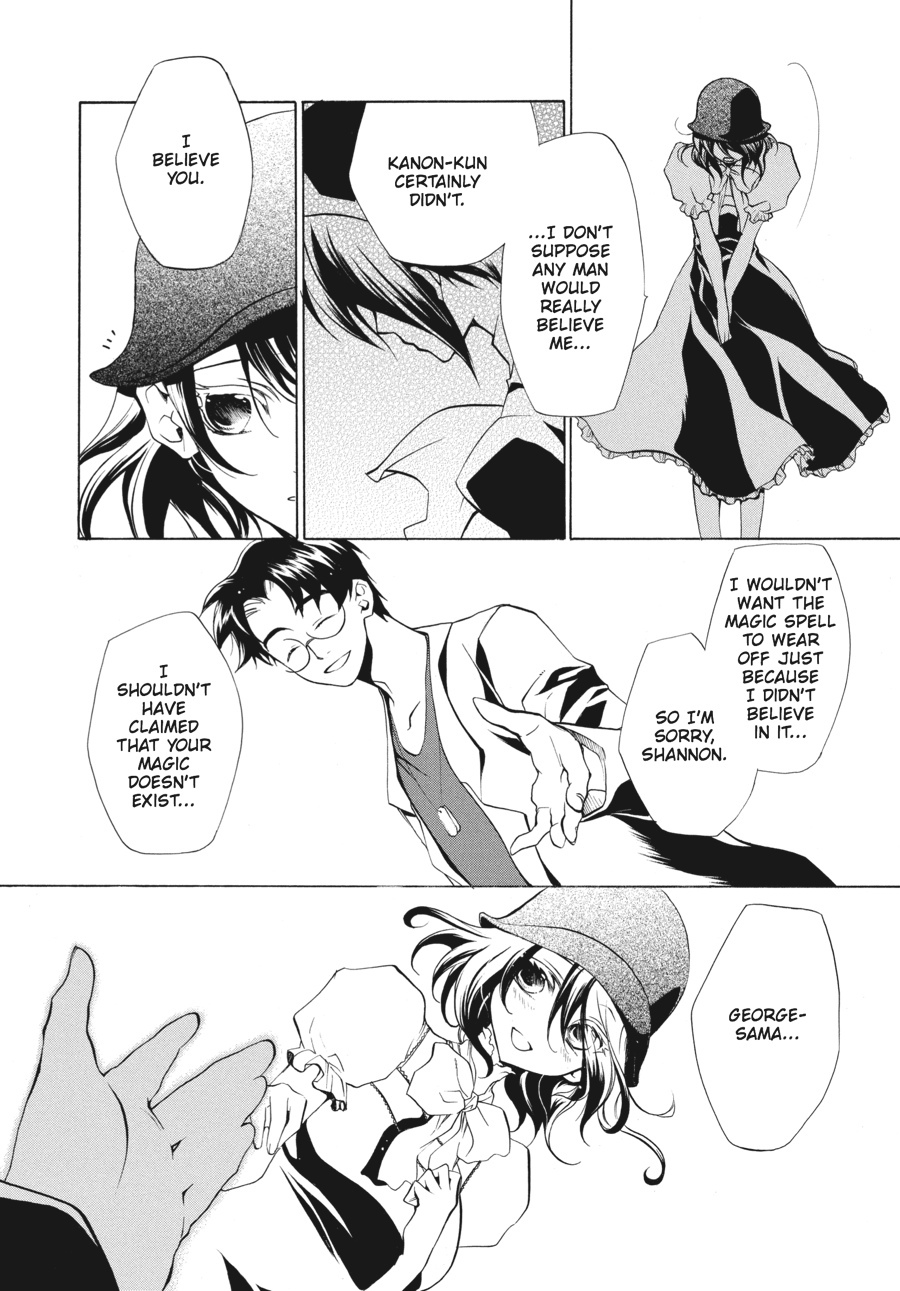 ...I DON'T
SUPPOSE
ANY MAN
WOULD
REALLY
BELIEVE
ME...
KANON-KUN
CERTAINLY
DIDN'T.
I
BELIEVE
YOU.
I WOULDN'T
WANT THE
MAGIC SPELL
TO WEAR
OFF JUST
BECAUSE
I DIDN'T
BELIEVE
IN IT...
SO I'M
SORRY,
SHANNON.
I
SHOULDN'T
HAVE
CLAIMED
THAT YOUR
MAGIC
DOESN'T
EXIST...
GEORGE-
SAMA...